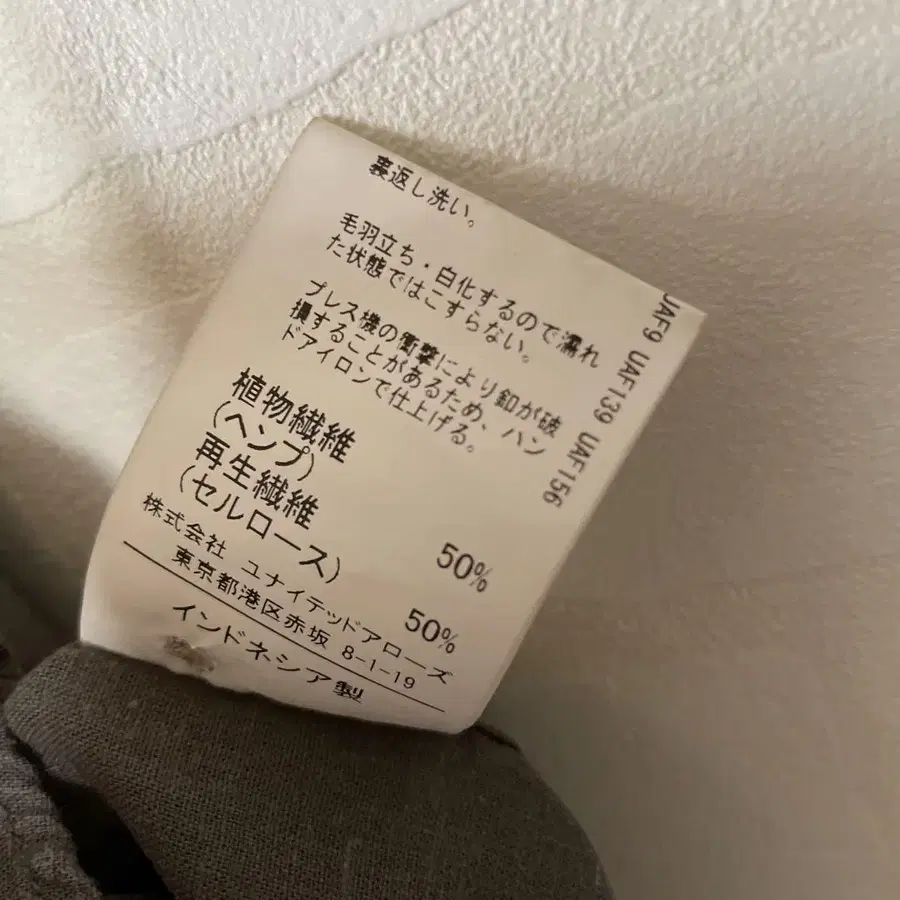 裏返し洗い。
毛羽立ち・白化するので濡れ
た状態ではこすらない。
プレス機の衝撃により釦が破
損することがあるため、ハン
ドアイロンで仕上げる。
植物繊維
(ヘンプ) 50%
再生繊維
(セルロース) 50%
株式会社 ユナイテッドアローズ
東京都港区赤坂 8-1-19
インドネシア製
UAF9 UAF139 UAF156